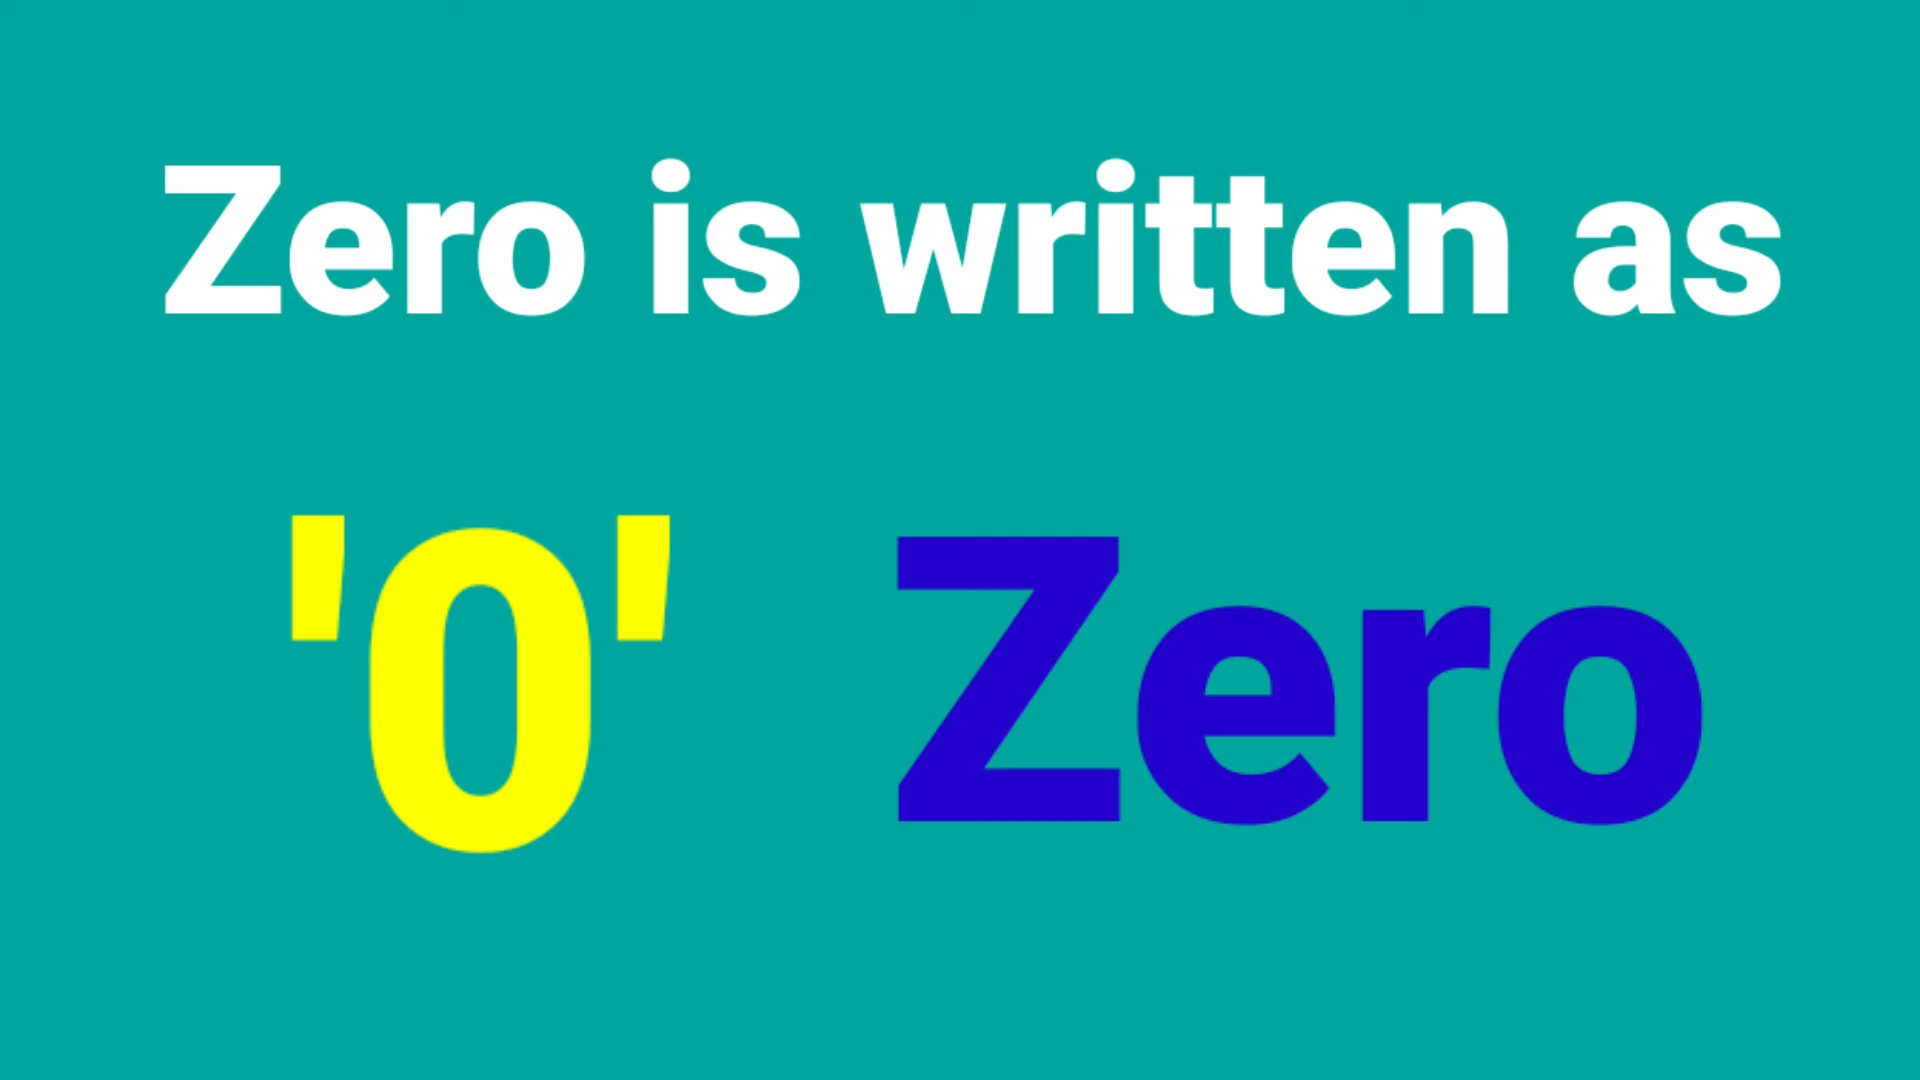 Zero is written as
'0' Zero